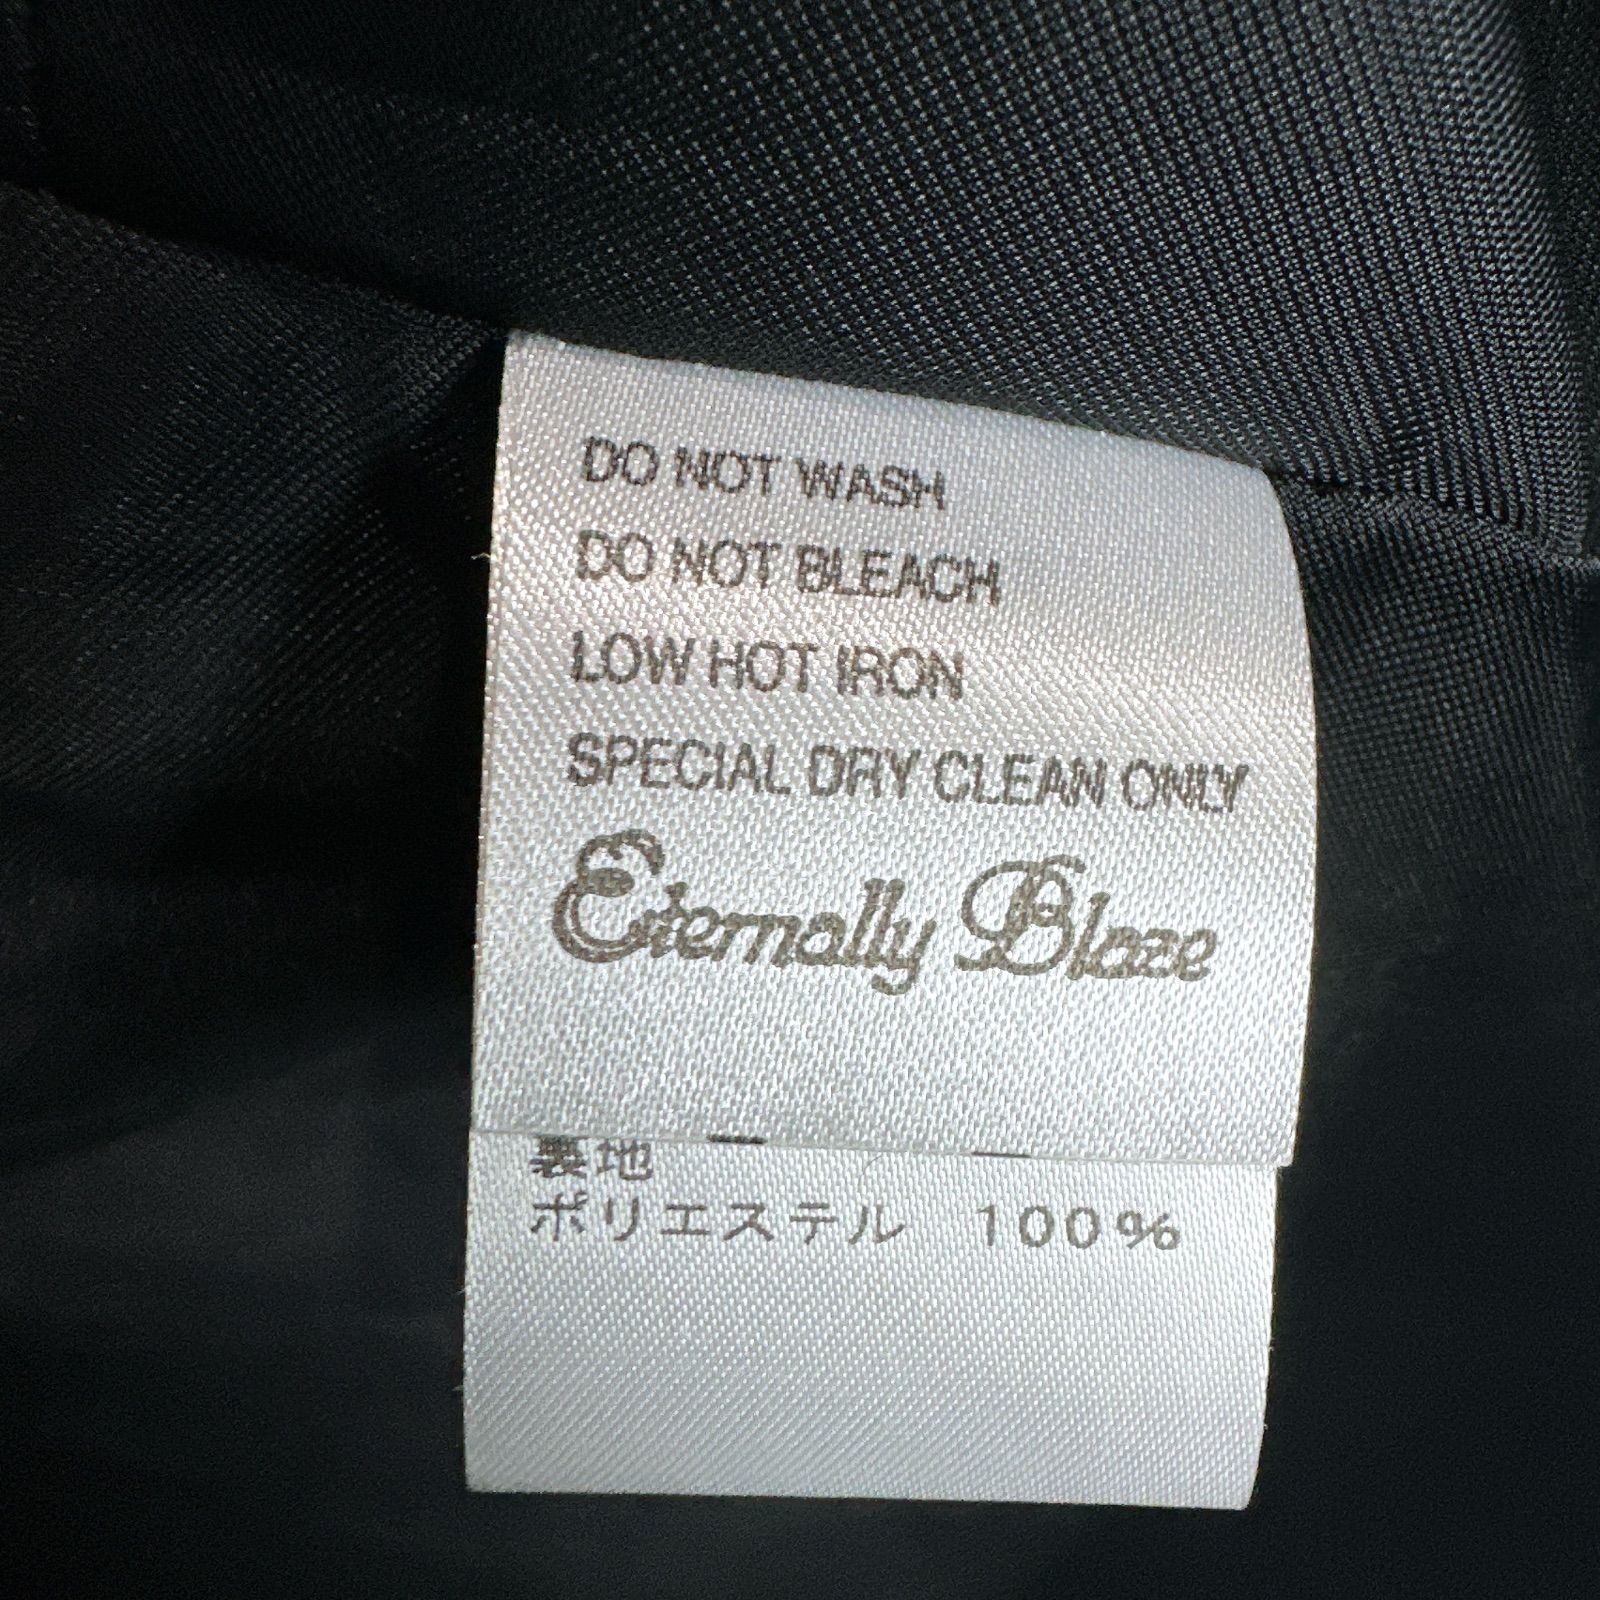 DO NOT WASH
DO NOT BLEACH
LOW HOT IRON
SPECIAL DRY CLEAN ONLY
Eternally Blaze
裏地
ポリエステル　100%